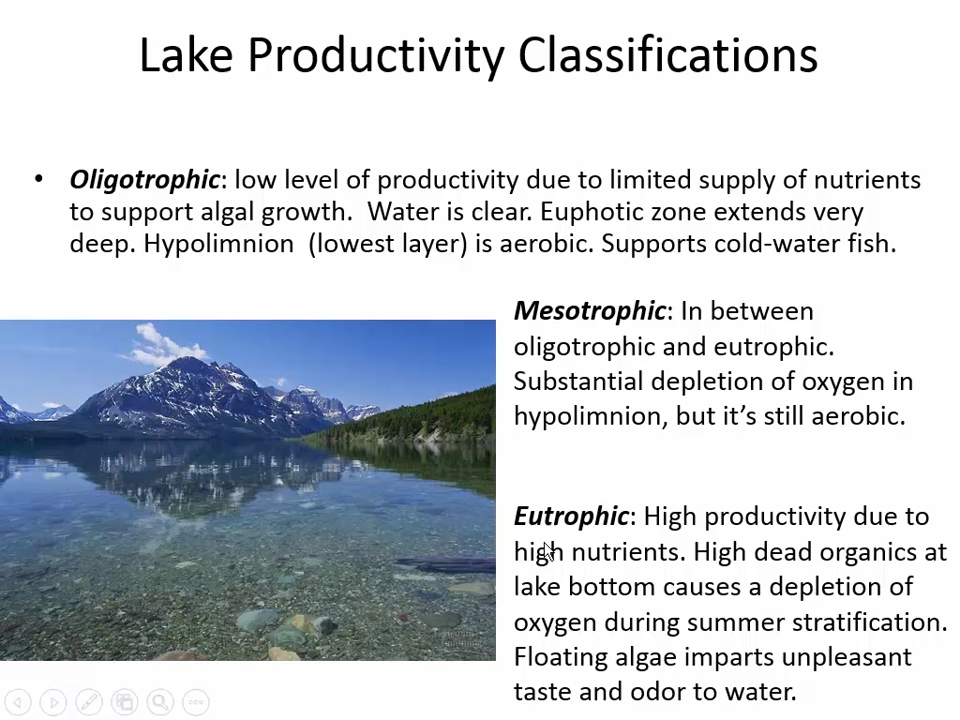 Lake Productivity Classifications
• Oligotrophic: low level of productivity due to limited supply of nutrients
to support algal growth.  Water is clear. Euphotic zone extends very
deep. Hypolimnion  (lowest layer) is aerobic. Supports cold-water fish.
Mesotrophic: In between
oligotrophic and eutrophic.
Substantial depletion of oxygen in
hypolimnion, but it’s still aerobic.
Eutrophic: High productivity due to
high nutrients. High dead organics at
lake bottom causes a depletion of
oxygen during summer stratification.
Floating algae imparts unpleasant
taste and odor to water.